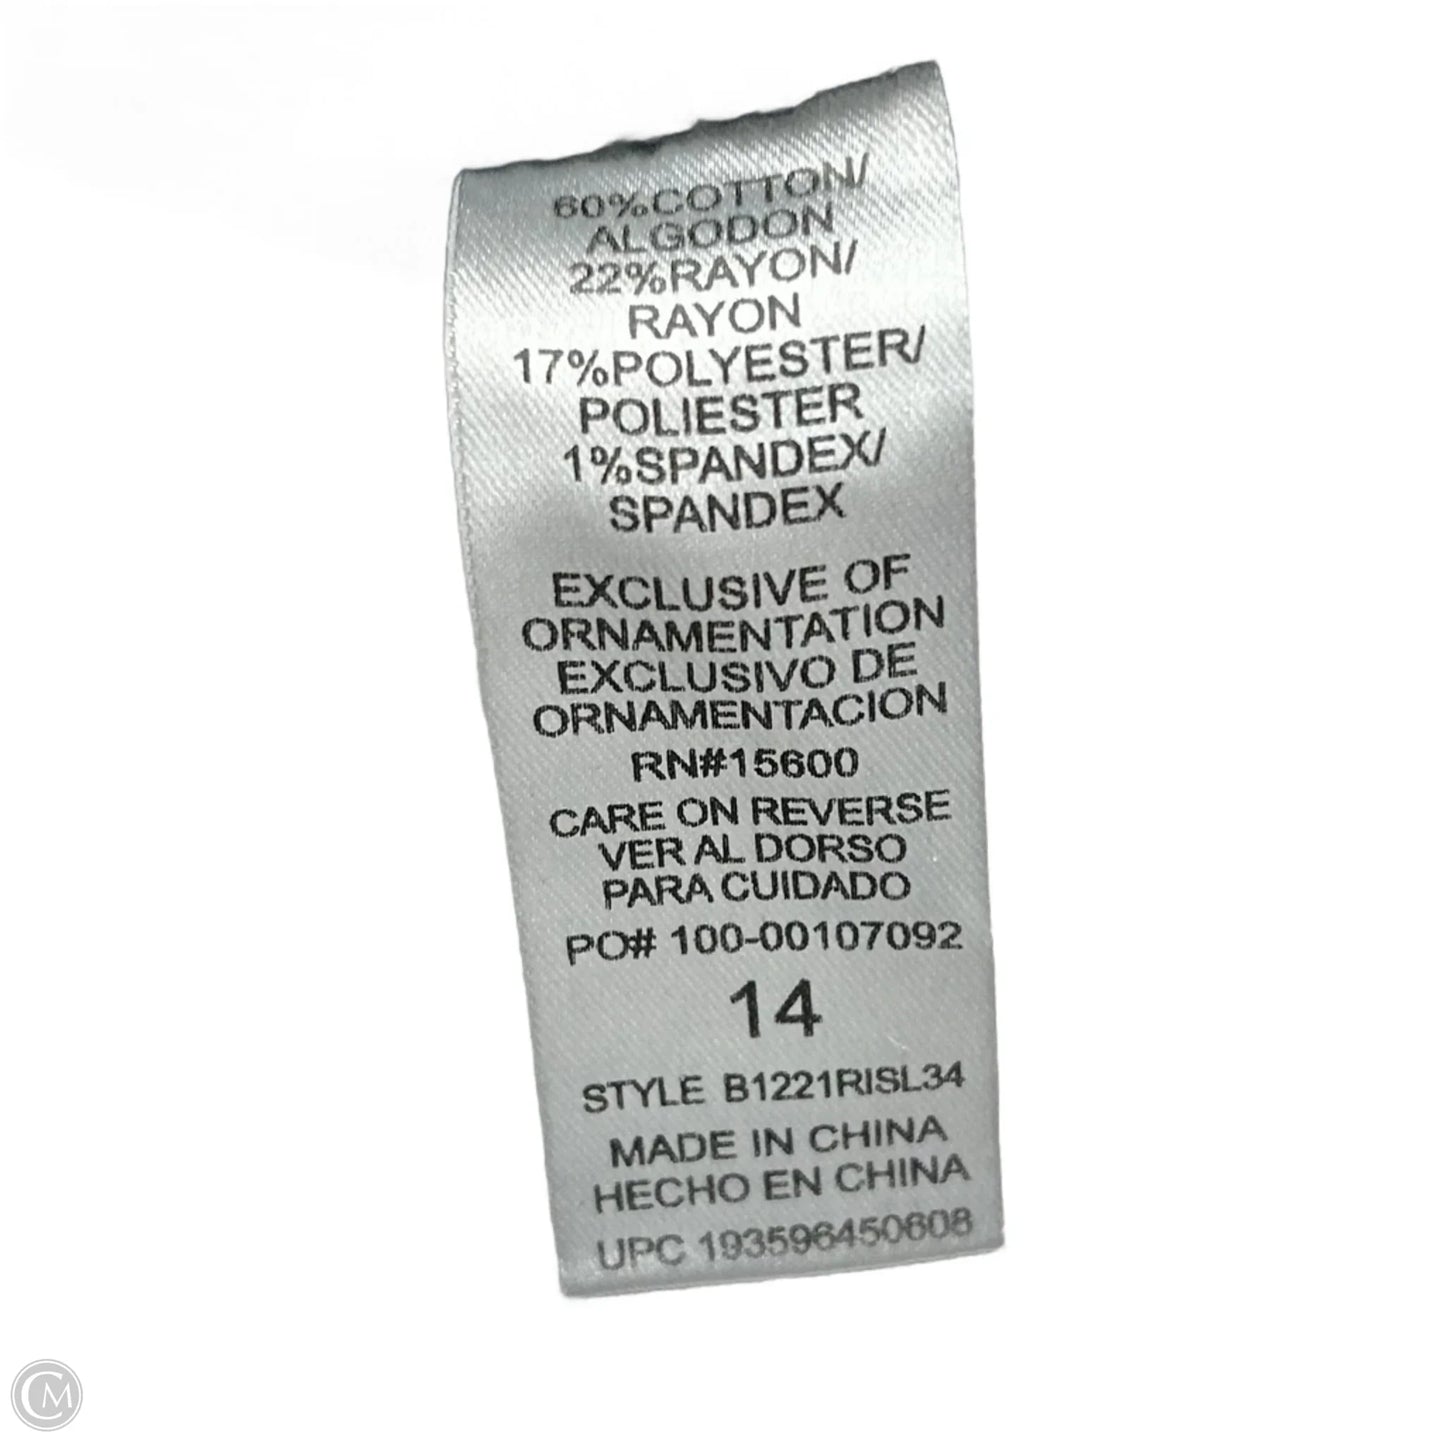 60%COTTON/
ALGODON
22%RAYON/
RAYON
17%POLYESTER/
POLIESTER
1%SPANDEX/
SPANDEX
EXCLUSIVE OF
ORNAMENTATION
EXCLUSIVO DE
ORNAMENTACION
RN#15600
CARE ON REVERSE
VER AL DORSO
PARA CUIDADO
PO# 100-00107092
14
STYLE B1221RISL34
MADE IN CHINA
HECHO EN CHINA
UPC 193596450608
CM